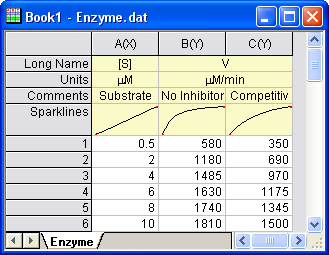 Book1 - Enzyme.dat
A(X) B(Y) C(Y)
Long Name [S] V
Units µM µM/min
Comments Substrate No Inhibitor Competitiv
Sparklines
1 0.5 580 350
2 2 1180 690
3 4 1485 970
4 6 1630 1175
5 8 1740 1345
6 10 1810 1500
Enzyme